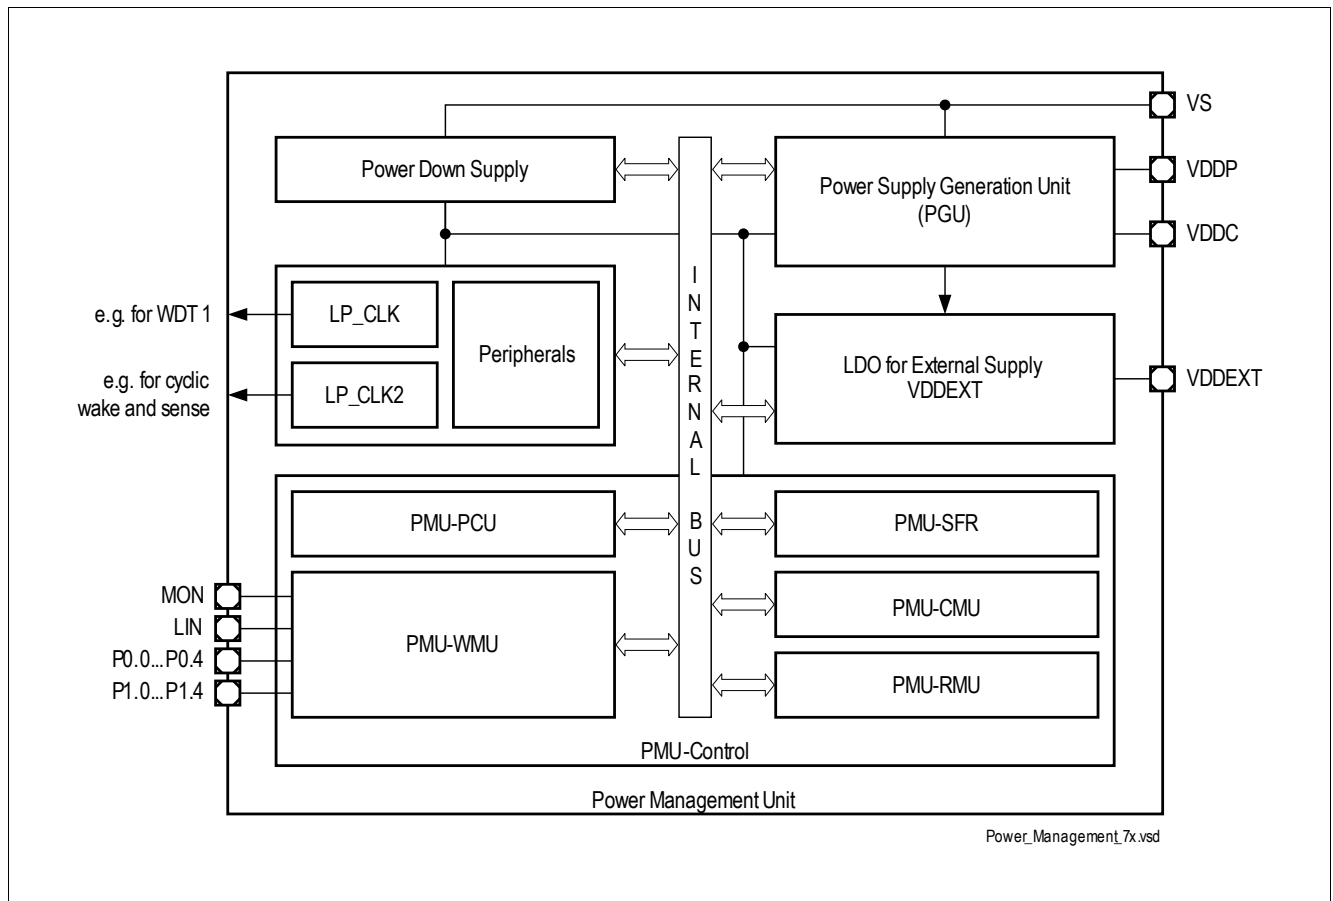 VS
Power Down Supply
Power Supply Generation Unit
(PGU)
VDDP
VDDC
INTERNAL BUS
e.g. for WDT 1
LP_CLK
Peripherals
e.g. for cyclic
wake and sense
LP_CLK2
LDO for External Supply
VDDEXT
VDDEXT
PMU-PCU
PMU-SFR
MON
LIN
P0.0...P0.4
P1.0...P1.4
PMU-WMU
PMU-CMU
PMU-RMU
PMU-Control
Power Management Unit
Power_Management_7x.vsd